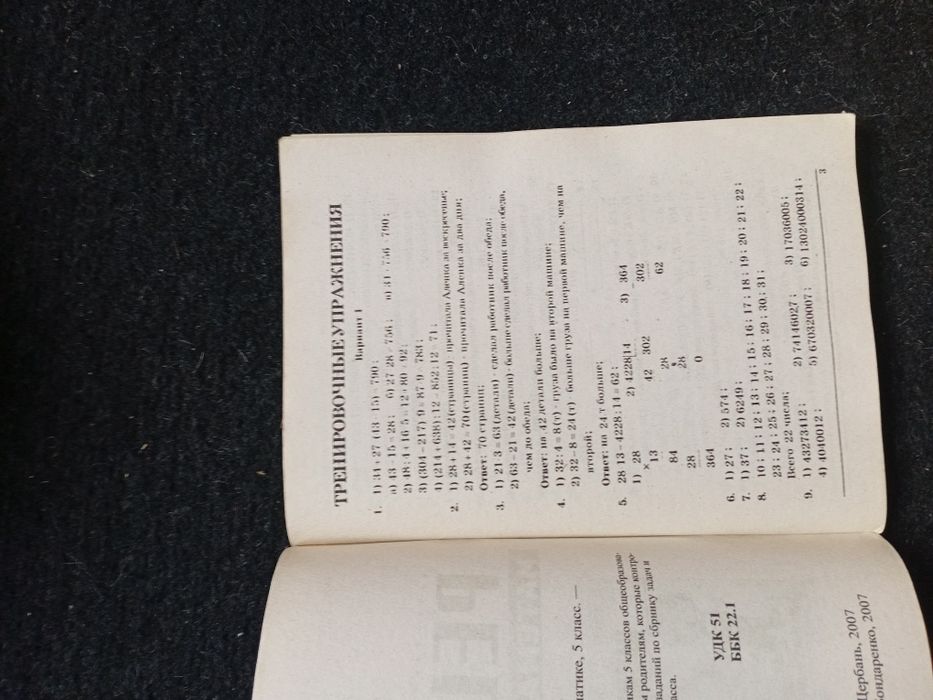 матике, 5 класс. —
кам 5 классов общеобразова-
м родителям, которые контро-
аданий по сбрнику задач и
сса.
УДК 51
ББК 22.1
Щербань, 2007
ондаренко, 2007
ТРЕНИРОВОЧНЫЕ УПРАЖНЕНИЯ
Вариант 1
1. 1) 34 + 27 · (43 − 15) = 790;
а) 43 − 15 = 28; б) 27 · 28 = 756; в) 34 + 756 = 790;
2) 48 : 4 + 16 · 5 = 12 + 80 = 92;
3) (304 − 217) · 9 = 87 · 9 = 783;
4) (214 + 638) : 12 = 852 : 12 = 71;
2. 1) 28 + 14 = 42 (страницы) - прочитала Аленка за воскресенье;
2) 28 + 42 = 70 (страниц) - прочитала Аленка за два дня;
Ответ: 70 страниц;
3. 1) 21 · 3 = 63 (детали) - сделал работник после обеда;
2) 63 − 21 = 42 (детали) - больше сделал работник после обеда,
чем до обеда;
Ответ: на 42 детали больше;
4. 1) 32 : 4 = 8 (т) - груза было на второй машине;
2) 32 − 8 = 24 (т) - больше груза на первой машине, чем на
второй;
Ответ: на 24 т больше;
5. 28 · 13 − 4228 : 14 = 62;
1) 28 2) 4228|14 3) 364
× 13 42 302 302
84 28 62
28 28
364 0
6. 1) 27; 2) 574;
7. 1) 37; 2) 6249;
8. 10; 11; 12; 13; 14; 15; 16; 17; 18; 19; 20; 21; 22;
23; 24; 25; 26; 27; 28; 29; 30; 31;
Всего 22 числа;
9. 1) 43273412; 2) 74146027; 3) 17036005;
4) 4040012; 5) 670320007; 6) 13024000314;
3